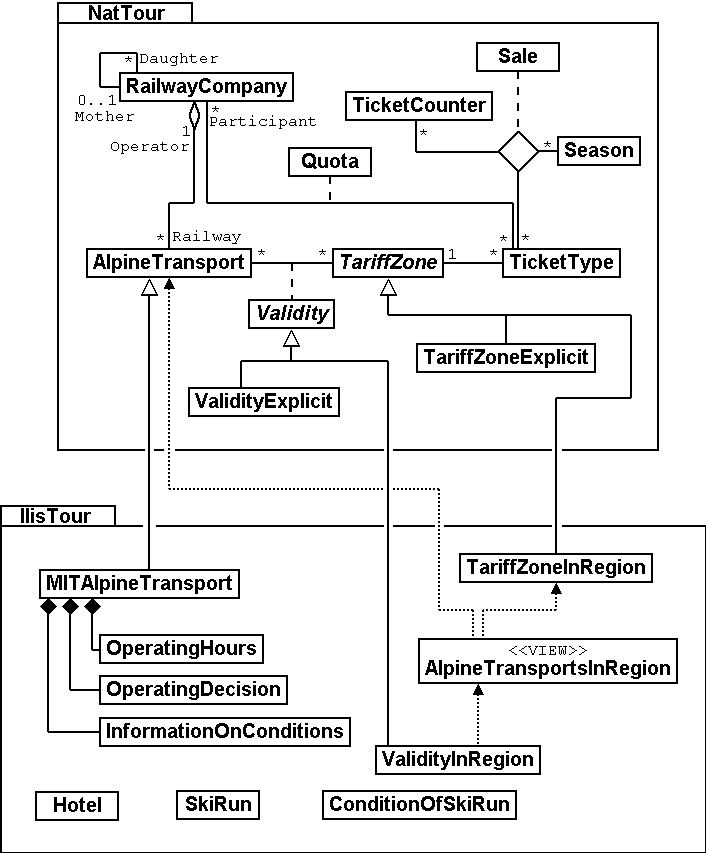 NatTour
* Daughter
RailwayCompany
0..1
Mother
*
Participant
1
Operator
Sale
TicketCounter
*
* Season
Quota
* Railway
* *
AlpineTransport
* *
TariffZone
1 *
TicketType
Validity
TariffZoneExplicit
ValidityExplicit
IlisTour
MITAlpineTransport
TariffZoneInRegion
OperatingHours
<<VIEW>>
AlpineTransportsInRegion
OperatingDecision
InformationOnConditions
ValidityInRegion
Hotel
SkiRun
ConditionOfSkiRun